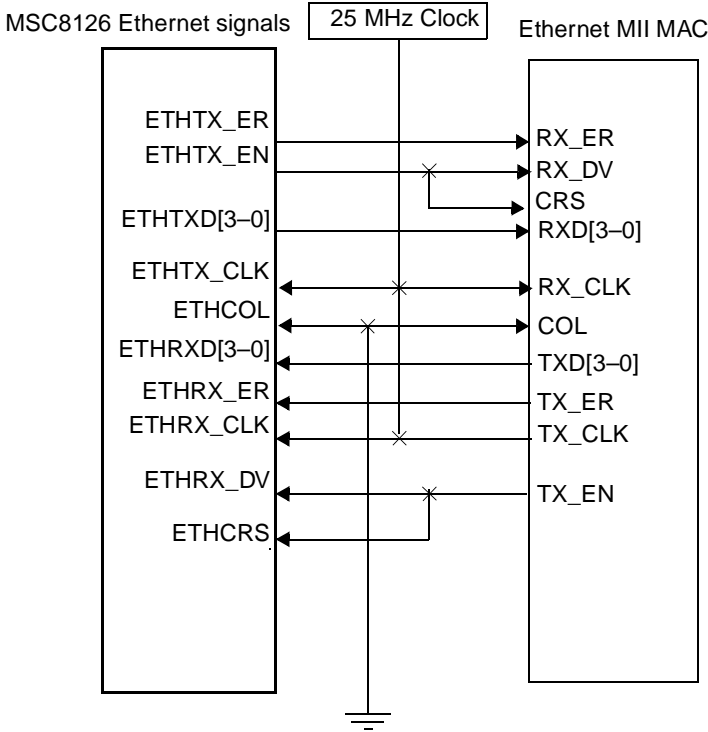 MSC8126 Ethernet signals
25 MHz Clock
Ethernet MII MAC
ETHTX_ER
ETHTX_EN
ETHTXD[3–0]
ETHTX_CLK
ETHCOL
ETHRXD[3–0]
ETHRX_ER
ETHRX_CLK
ETHRX_DV
ETHCRS
RX_ER
RX_DV
CRS
RXD[3–0]
RX_CLK
COL
TXD[3–0]
TX_ER
TX_CLK
TX_EN